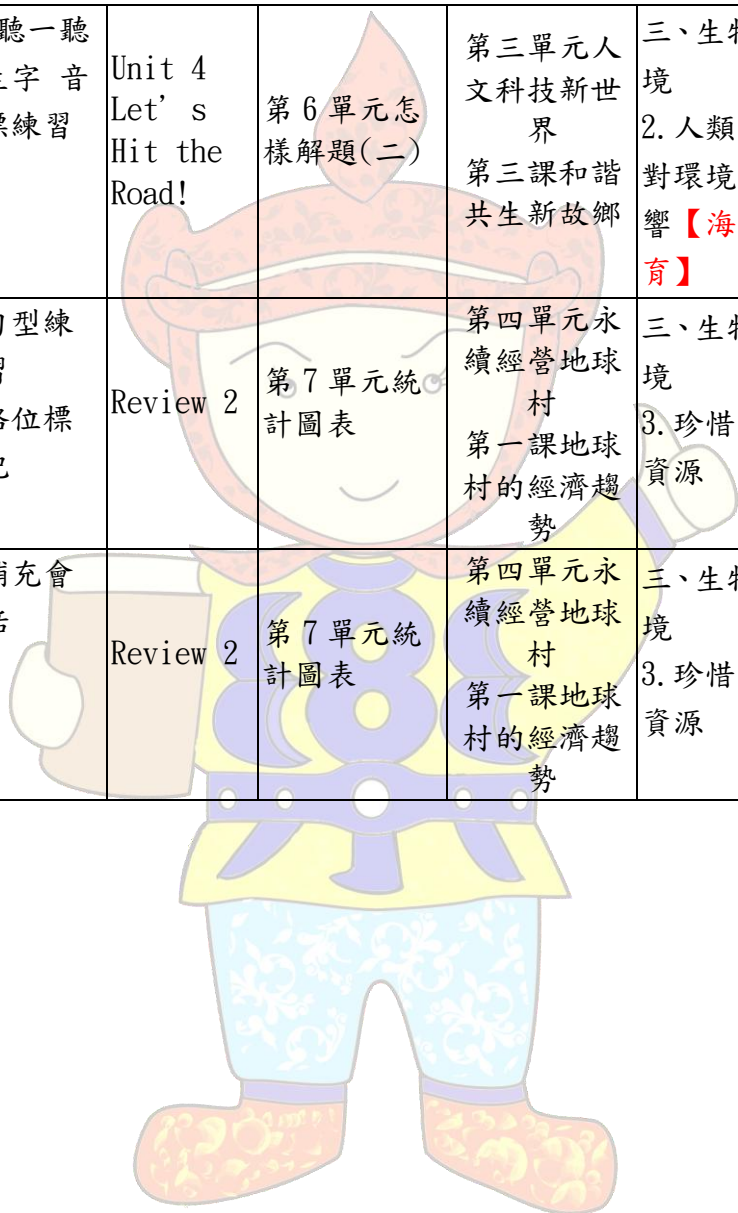 聽一聽
生字 音
標練習
Unit 4
Let's
Hit the
Road!
第 6 單元怎
樣解題(二)
第三單元人
文科技新世
界
第三課和諧
共生新故鄉
三、生物
境
2.人類
對環境
響【海
育】
句型練
習
位標
記
Review 2
第 7 單元統
計圖表
第四單元永
續經營地球
村
第一課地球
村的經濟趨
勢
三、生物
境
3.珍惜
資源
補充會
話
Review 2
第 7 單元統
計圖表
第四單元永
續經營地球
村
第一課地球
村的經濟趨
勢
三、生物
境
3.珍惜
資源